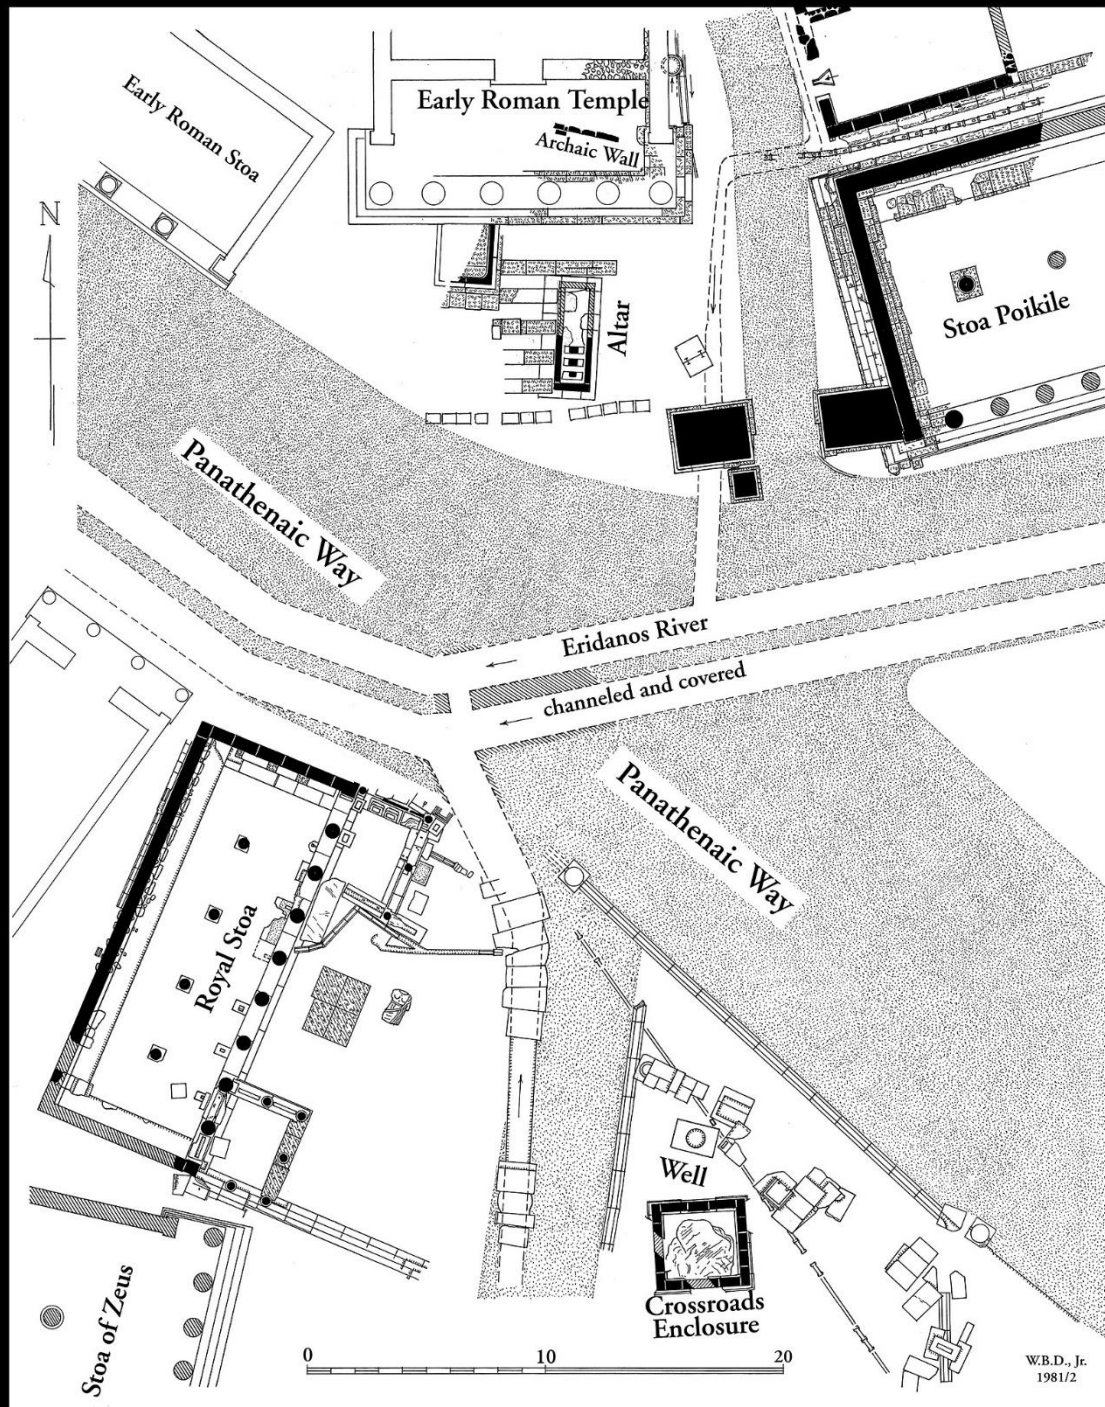 Early Roman Stoa
Early Roman Temple
Archaic Wall
N
Altar
Stoa Poikile
Panathenaic Way
Eridanos River
channeled and covered
Panathenaic Way
Royal Stoa
Well
Crossroads
Enclosure
Stoa of Zeus
0 10 20
W.B.D., Jr.
1981/2